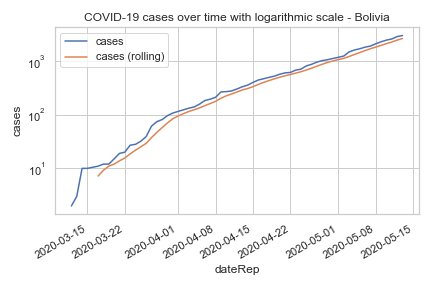 COVID-19 cases over time with logarithmic scale - Bolivia
cases
cases (rolling)
10³
10²
10¹
cases
2020-03-15
2020-03-22
2020-04-01
2020-04-08
2020-04-15
2020-04-22
2020-05-01
2020-05-08
2020-05-15
dateRep